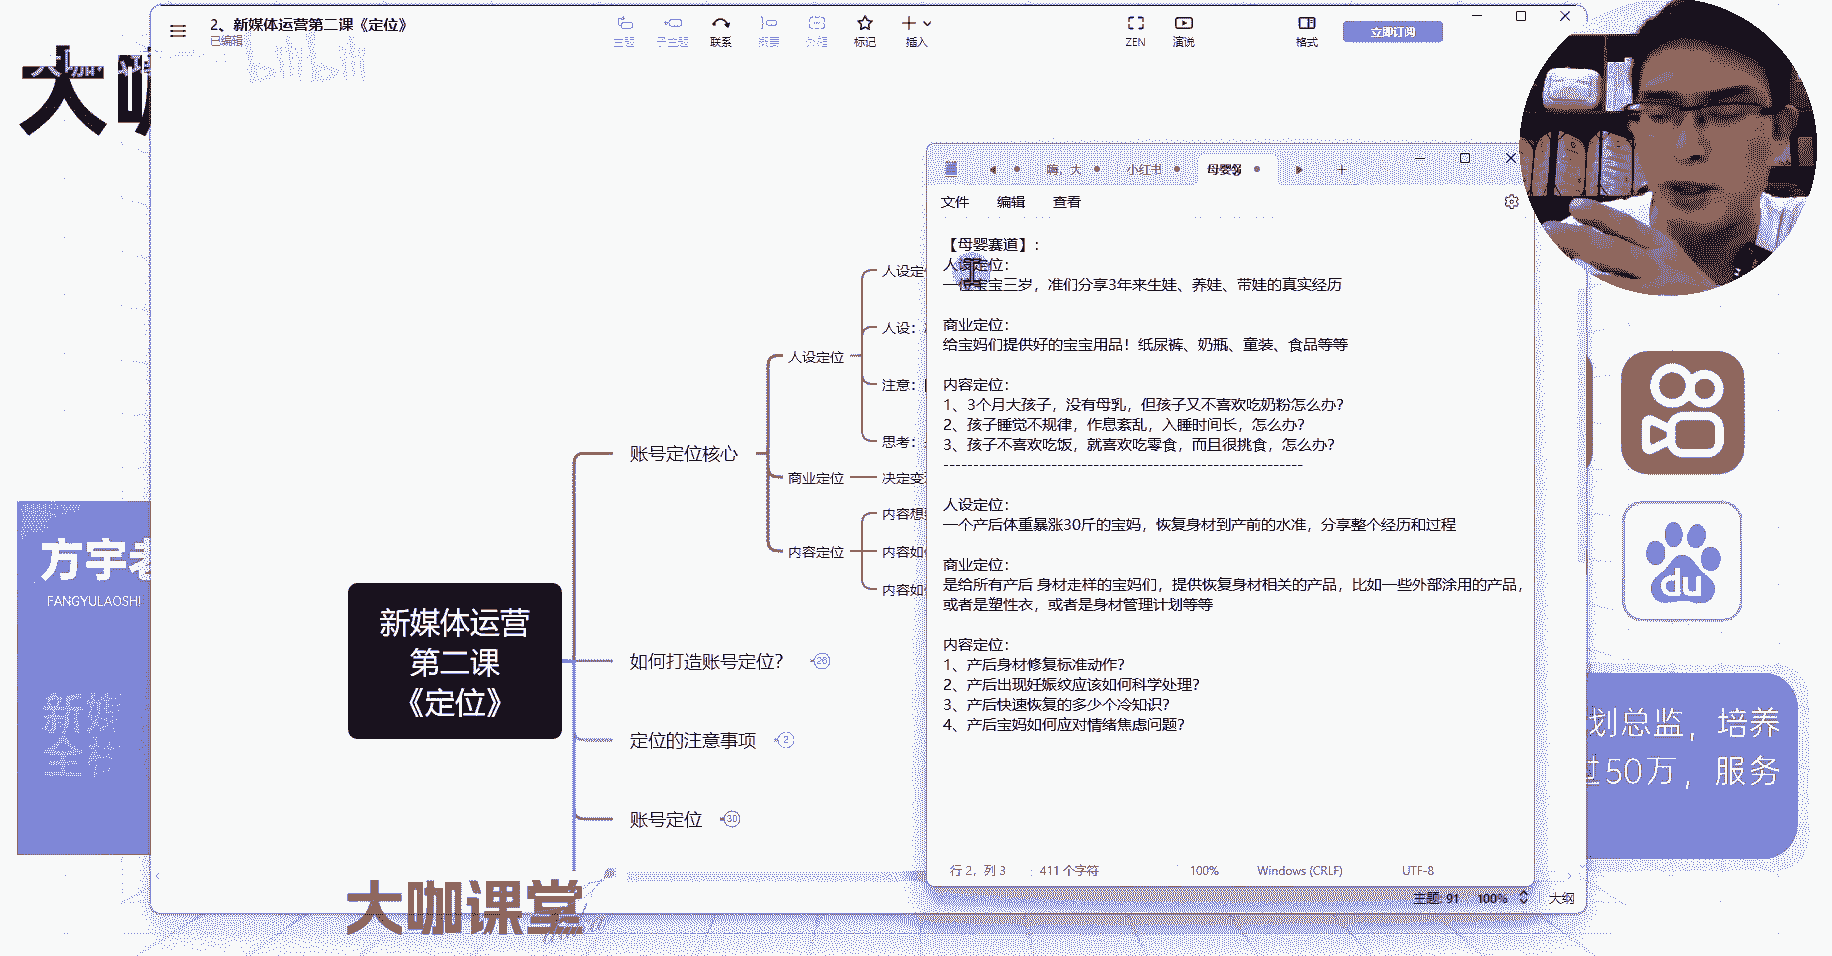 2、新媒体运营第二课《定位》
已编辑
主题
子主题
联系
概要
外框
标记
插入
ZEN
演说
格式
立即订阅
bilibili
大咖
母婴赛
嗨，大
小红书
文件
编辑
查看
【母婴赛道】：
人设定位：
一位宝宝三岁，准们分享3年来生娃、养娃、带娃的真实经历
商业定位：
给宝妈们提供好的宝宝用品！纸尿裤、奶瓶、童装、食品等等
内容定位：
1、3个月大孩子，没有母乳，但孩子又不喜欢吃奶粉怎么办？
2、孩子睡觉不规律，作息紊乱，入睡时间长，怎么办？
3、孩子不喜欢吃饭，就喜欢吃零食，而且很挑食，怎么办？
------------------------------------------------------------
人设定位：
一个产后体重暴涨30斤的宝妈，恢复身材到产前的水准，分享整个经历和过程
商业定位：
是给所有产后 身材走样的宝妈们，提供恢复身材相关的产品，比如一些外部涂用的产品，
或者是塑性衣，或者是身材管理计划等等
内容定位：
1、产后身材修复标准动作？
2、产后出现妊娠纹应该如何科学处理？
3、产后快速恢复的多少个冷知识？
4、产后宝妈如何应对情绪焦虑问题？
行 2，列 3
411 个字符
100%
Windows (CRLF)
UTF-8
新媒体运营
第二课
《定位》
账号定位核心
人设定位
人设定
人设：
注意：
思考：
商业定位
决定变
内容定位
内容想
内容如
内容如
如何打造账号定位？
26
定位的注意事项
2
账号定位
30
主题: 91
100%
大纲
方宇老
FANGYULAOSHI
新媒
全栈
du
划总监，培养
过50万，服务
大咖课堂